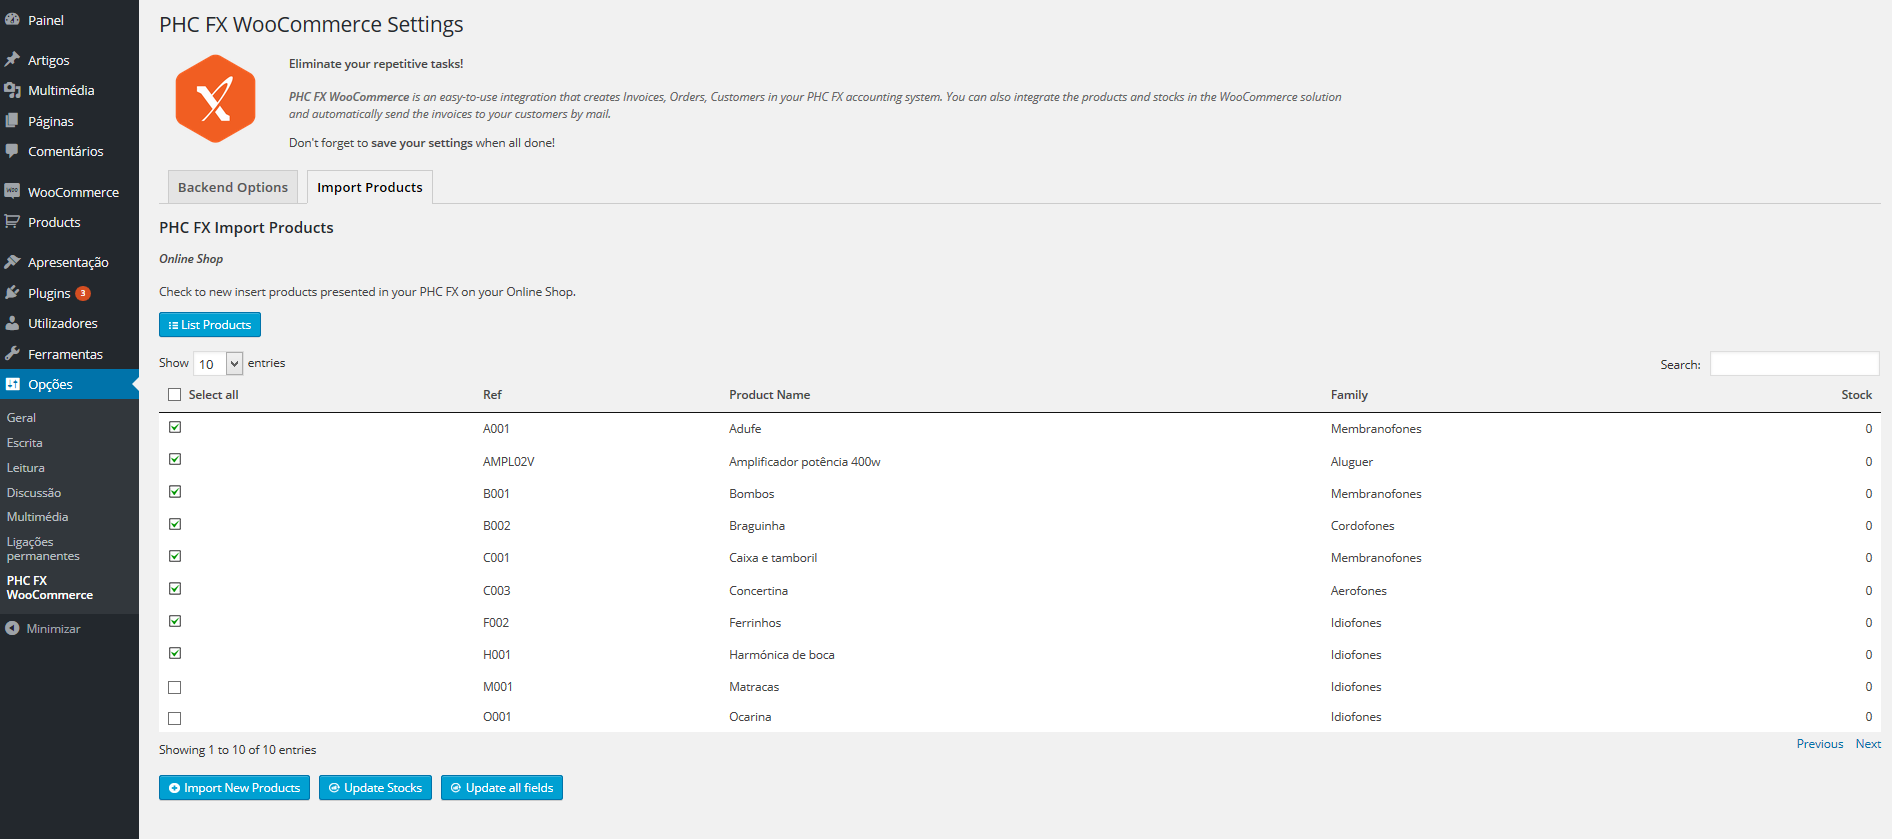 Painel
Artigos
Multimédia
Páginas
Comentários
WooCommerce
Products
Apresentação
Plugins 3
Utilizadores
Ferramentas
Opções
Geral
Escrita
Leitura
Discussão
Multimédia
Ligações
permanentes
PHC FX
WooCommerce
Minimizar
PHC FX WooCommerce Settings
Eliminate your repetitive tasks!
PHC FX WooCommerce is an easy-to-use integration that creates Invoices, Orders, Customers in your PHC FX accounting system. You can also integrate the products and stocks in the WooCommerce solution
and automatically send the invoices to your customers by mail.
Don't forget to save your settings when all done!
Backend Options Import Products
PHC FX Import Products
Online Shop
Check to new insert products presented in your PHC FX on your Online Shop.
List Products
Show 10 entries Search:
Select all Ref Product Name Family Stock
A001 Adufe Membranofones 0
AMPL02V Amplificador potência 400w Aluguer 0
B001 Bombos Membranofones 0
B002 Braguinha Cordofones 0
C001 Caixa e tamboril Membranofones 0
C003 Concertina Aerofones 0
F002 Ferrinhos Idiofones 0
H001 Harmónica de boca Idiofones 0
M001 Matracas Idiofones 0
O001 Ocarina Idiofones 0
Showing 1 to 10 of 10 entries Previous Next
Import New Products Update Stocks Update all fields